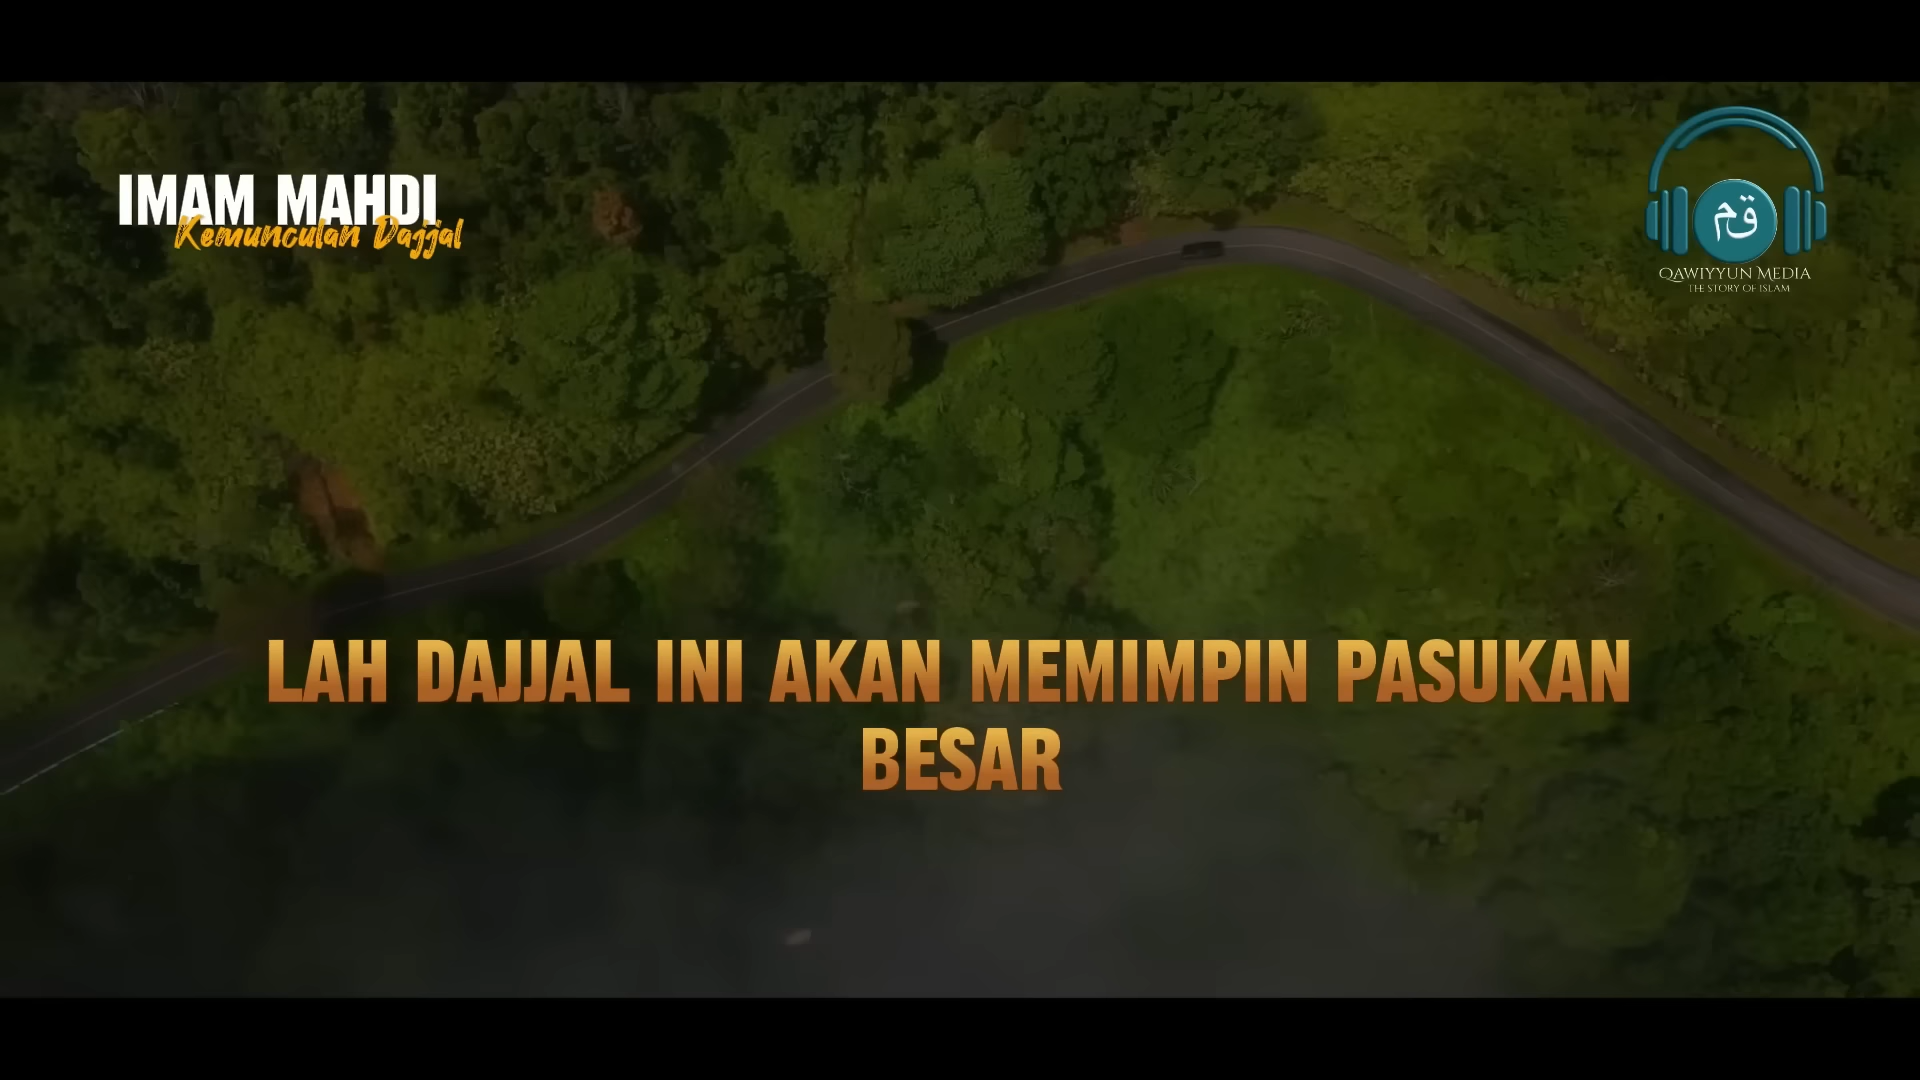 IMAM MAHDI
Kemunculan Dajjal
قم
QAWIYYUN MEDIA
THE STORY OF ISLAM
LAH DAJJAL INI AKAN MEMIMPIN PASUKAN
BESAR